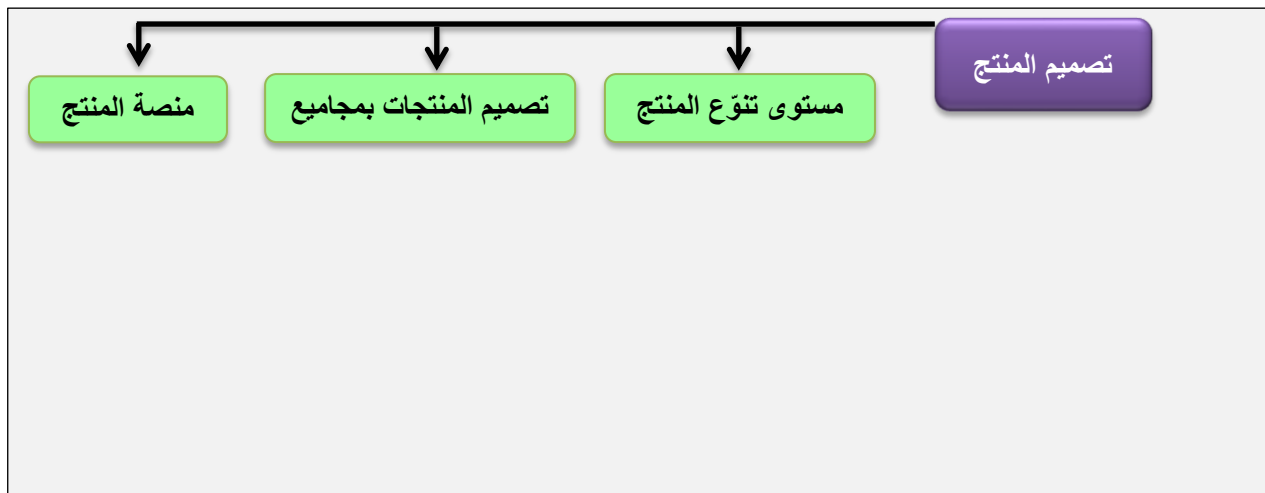 تصميم المنتج
مستوى تنوّع المنتج
تصميم المنتجات بمجاميع
منصة المنتج